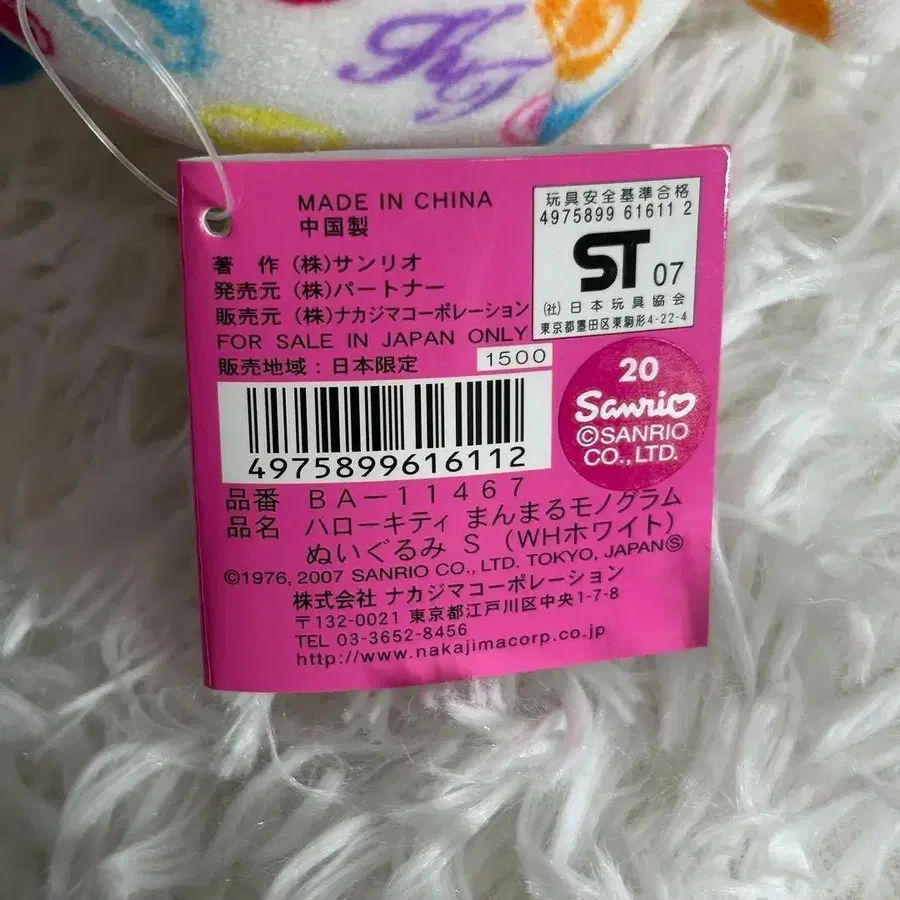 KT
MADE IN CHINA
中国製
著 作 (株)サンリオ
発売元 (株)パートナー
販売元 (株)ナカジマコーポレーション
FOR SALE IN JAPAN ONLY
販売地域:日本限定
1500
玩具安全基準合格
4975899 61611 2
ST 07
(社)日本玩具協会
東京都墨田区東駒形4-22-4
20
Sanrio
©SANRIO
CO., LTD.
4975899616112
品番 BA-11467
品名 ハローキティ まんまるモノグラム
ぬいぐるみ S (WHホワイト)
©1976, 2007 SANRIO CO., LTD. TOKYO, JAPANⓈ
株式会社 ナカジマコーポレーション
〒132-0021 東京都江戸川区中央1-7-8
TEL 03-3652-8456
http://www.nakajimacorp.co.jp